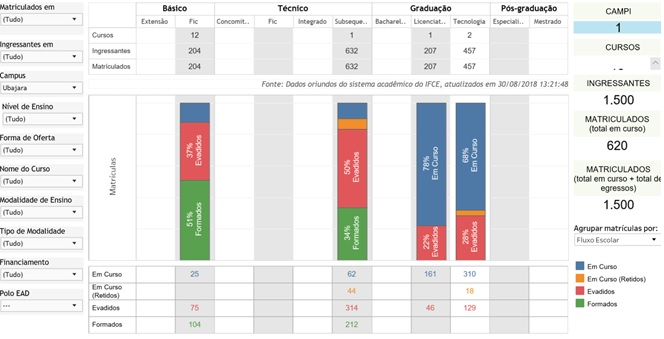 Matriculados em
(Tudo)
Ingressantes em
(Tudo)
Campus
Ubajara
Nível de Ensino
(Tudo)
Forma de Oferta
(Tudo)
Nome do Curso
(Tudo)
Modalidade de Ensino
(Tudo)
Tipo de Modalidade
(Tudo)
Financiamento
(Tudo)
Polo EAD
---
Básico Técnico Graduação Pós-graduação
Extensão Fic Concomit.. Fic Integrado Subseque.. Bacharel.. Licenciat.. Tecnologia Especiali.. Mestrado
Cursos 12 1 1 2
Ingressantes 204 632 207 457
Matriculados 204 632 207 457
Fonte: Dados oriundos do sistema acadêmico do IFCE, atualizados em 30/08/2018 13:21:48
Matrículas
37%
Evadidos
51%
Formados
50%
Evadidos
34%
Formados
78%
Em Curso
22%
Evadidos
68%
Em Curso
28%
Evadidos
Em Curso 25 62 161 310
Em Curso
(Retidos) 44 18
Evadidos 75 314 46 129
Formados 104 212
CAMPI
1
CURSOS
INGRESSANTES
1.500
MATRICULADOS
(total em curso)
620
MATRICULADOS
(total em curso + total de
egressos)
1.500
Agrupar matrículas por:
Fluxo Escolar
Em Curso
Em Curso (Retidos)
Evadidos
Formados